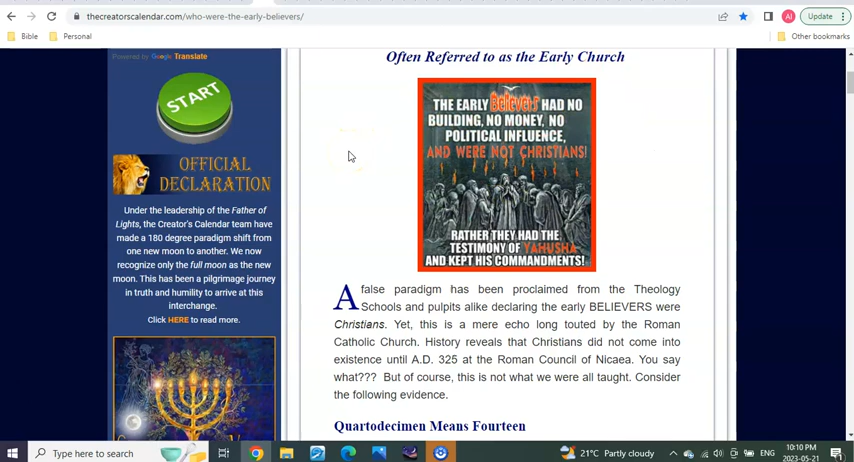 thecreatorscalendar.com/who-were-the-early-believers/
AI
Update
Bible
Personal
Other bookmarks
Powered by Google Translate
START
OFFICIAL
DECLARATION
Under the leadership of the Father of
Lights, the Creator's Calendar team have
made a 180 degree paradigm shift from
one new moon to another. We now
recognize only the full moon as the new
moon. This has been a pilgrimage journey
in truth and humility to arrive at this
interchange.
Click HERE to read more.
Often Referred to as the Early Church
THE EARLY Believers HAD NO
BUILDING, NO MONEY, NO
POLITICAL INFLUENCE,
AND WERE NOT CHRISTIANS!
RATHER THEY HAD THE
TESTIMONY OF YAHUSHA
AND KEPT HIS COMMANDMENTS!
A false paradigm has been proclaimed from the Theology
Schools and pulpits alike declaring the early BELIEVERS were
Christians. Yet, this is a mere echo long touted by the Roman
Catholic Church. History reveals that Christians did not come into
existence until A.D. 325 at the Roman Council of Nicaea. You say
what??? But of course, this is not what we were all taught. Consider
the following evidence.
Quartodecimen Means Fourteen
Type here to search
21°C Partly cloudy
ENG
10:10 PM
2023-05-21